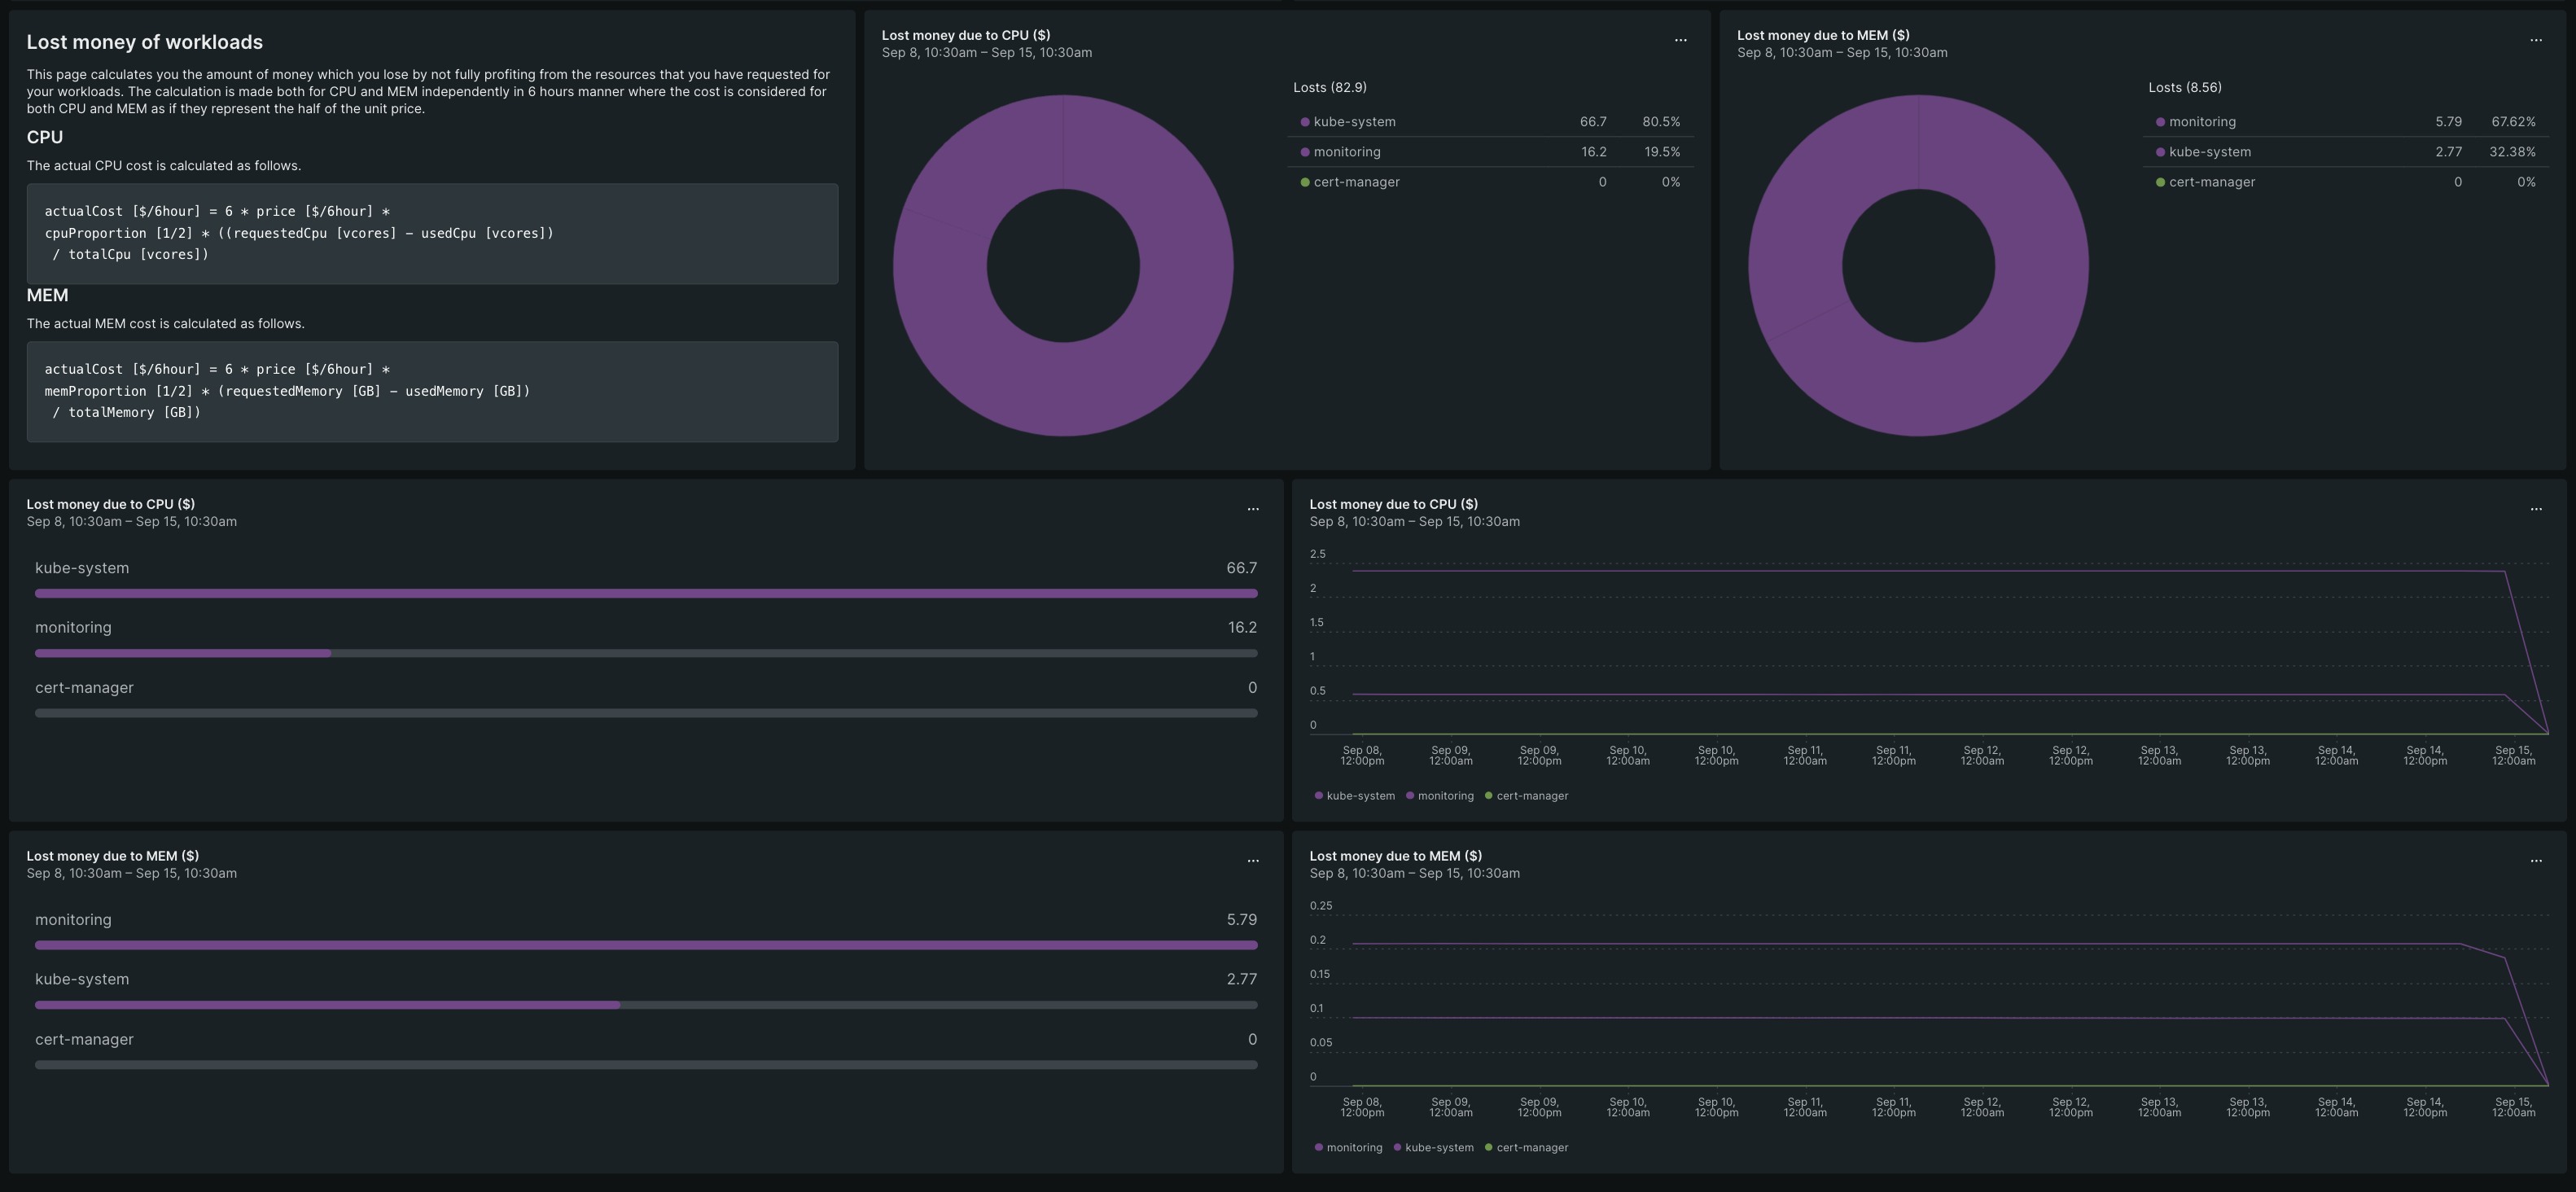 Lost money of workloads
This page calculates you the amount of money which you lose by not fully profiting from the resources that you have requested for
your workloads. The calculation is made both for CPU and MEM independently in 6 hours manner where the cost is considered for
both CPU and MEM as if they represent the half of the unit price.
CPU
The actual CPU cost is calculated as follows.
actualCost [$/6hour] = 6 * price [$/6hour] *
cpuProportion [1/2] * ((requestedCpu [vcores] − usedCpu [vcores])
/ totalCpu [vcores])
MEM
The actual MEM cost is calculated as follows.
actualCost [$/6hour] = 6 * price [$/6hour] *
memProportion [1/2] * (requestedMemory [GB] − usedMemory [GB])
/ totalMemory [GB])
Lost money due to CPU ($)
Sep 8, 10:30am – Sep 15, 10:30am
...
Losts (82.9)
kube-system 66.7 80.5%
monitoring 16.2 19.5%
cert-manager 0 0%
Lost money due to MEM ($)
Sep 8, 10:30am – Sep 15, 10:30am
...
Losts (8.56)
monitoring 5.79 67.62%
kube-system 2.77 32.38%
cert-manager 0 0%
Lost money due to CPU ($)
Sep 8, 10:30am – Sep 15, 10:30am
...
kube-system 66.7
monitoring 16.2
cert-manager 0
Lost money due to CPU ($)
Sep 8, 10:30am – Sep 15, 10:30am
...
2.5
2
1.5
1
0.5
0
Sep 08, Sep 09, Sep 09, Sep 10, Sep 10, Sep 11, Sep 11, Sep 12, Sep 12, Sep 13, Sep 13, Sep 14, Sep 14, Sep 15,
12:00pm 12:00am 12:00pm 12:00am 12:00pm 12:00am 12:00pm 12:00am 12:00pm 12:00am 12:00pm 12:00am 12:00pm 12:00am
kube-system monitoring cert-manager
Lost money due to MEM ($)
Sep 8, 10:30am – Sep 15, 10:30am
...
monitoring 5.79
kube-system 2.77
cert-manager 0
Lost money due to MEM ($)
Sep 8, 10:30am – Sep 15, 10:30am
...
0.25
0.2
0.15
0.1
0.05
0
Sep 08, Sep 09, Sep 09, Sep 10, Sep 10, Sep 11, Sep 11, Sep 12, Sep 12, Sep 13, Sep 13, Sep 14, Sep 14, Sep 15,
12:00pm 12:00am 12:00pm 12:00am 12:00pm 12:00am 12:00pm 12:00am 12:00pm 12:00am 12:00pm 12:00am 12:00pm 12:00am
monitoring kube-system cert-manager